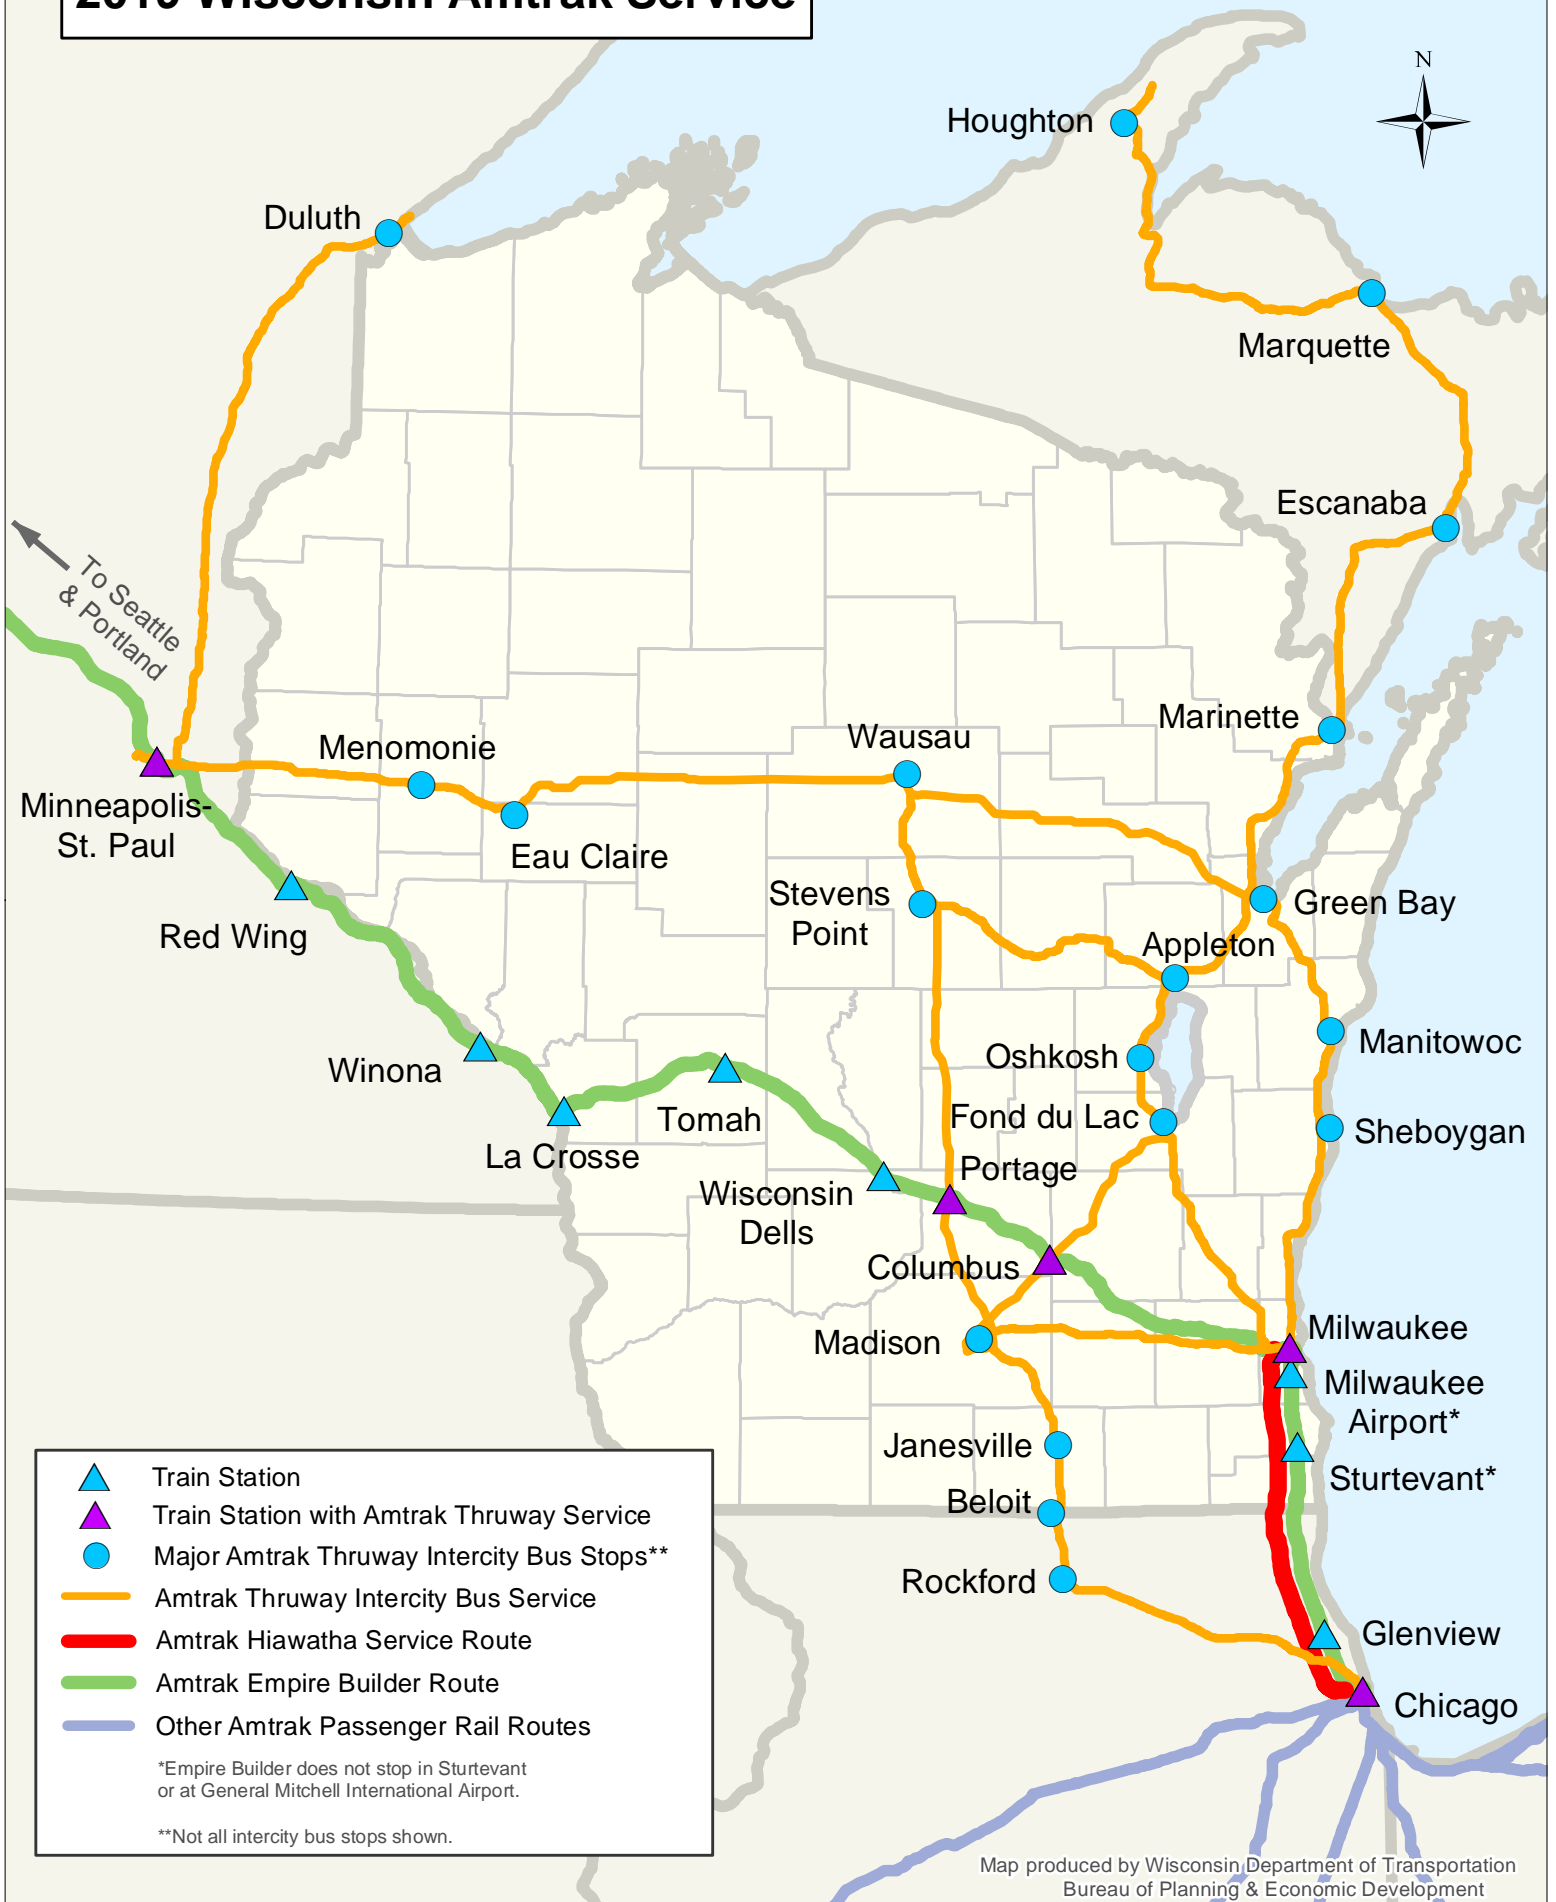 2019 Wisconsin Amtrak Service
N
Houghton
Duluth
Marquette
Escanaba
To Seattle
& Portland
Marinette
Wausau
Menomonie
Minneapolis-
St. Paul
Eau Claire
Stevens
Point
Green Bay
Red Wing
Appleton
Manitowoc
Oshkosh
Winona
Tomah
Fond du Lac
Sheboygan
La Crosse
Portage
Wisconsin
Dells
Columbus
Milwaukee
Madison
Milwaukee
Airport*
Janesville
Sturtevant*
Beloit
Rockford
Glenview
Chicago
Train Station
Train Station with Amtrak Thruway Service
Major Amtrak Thruway Intercity Bus Stops**
Amtrak Thruway Intercity Bus Service
Amtrak Hiawatha Service Route
Amtrak Empire Builder Route
Other Amtrak Passenger Rail Routes
*Empire Builder does not stop in Sturtevant
or at General Mitchell International Airport.
**Not all intercity bus stops shown.
Map produced by Wisconsin Department of Transportation
Bureau of Planning & Economic Development